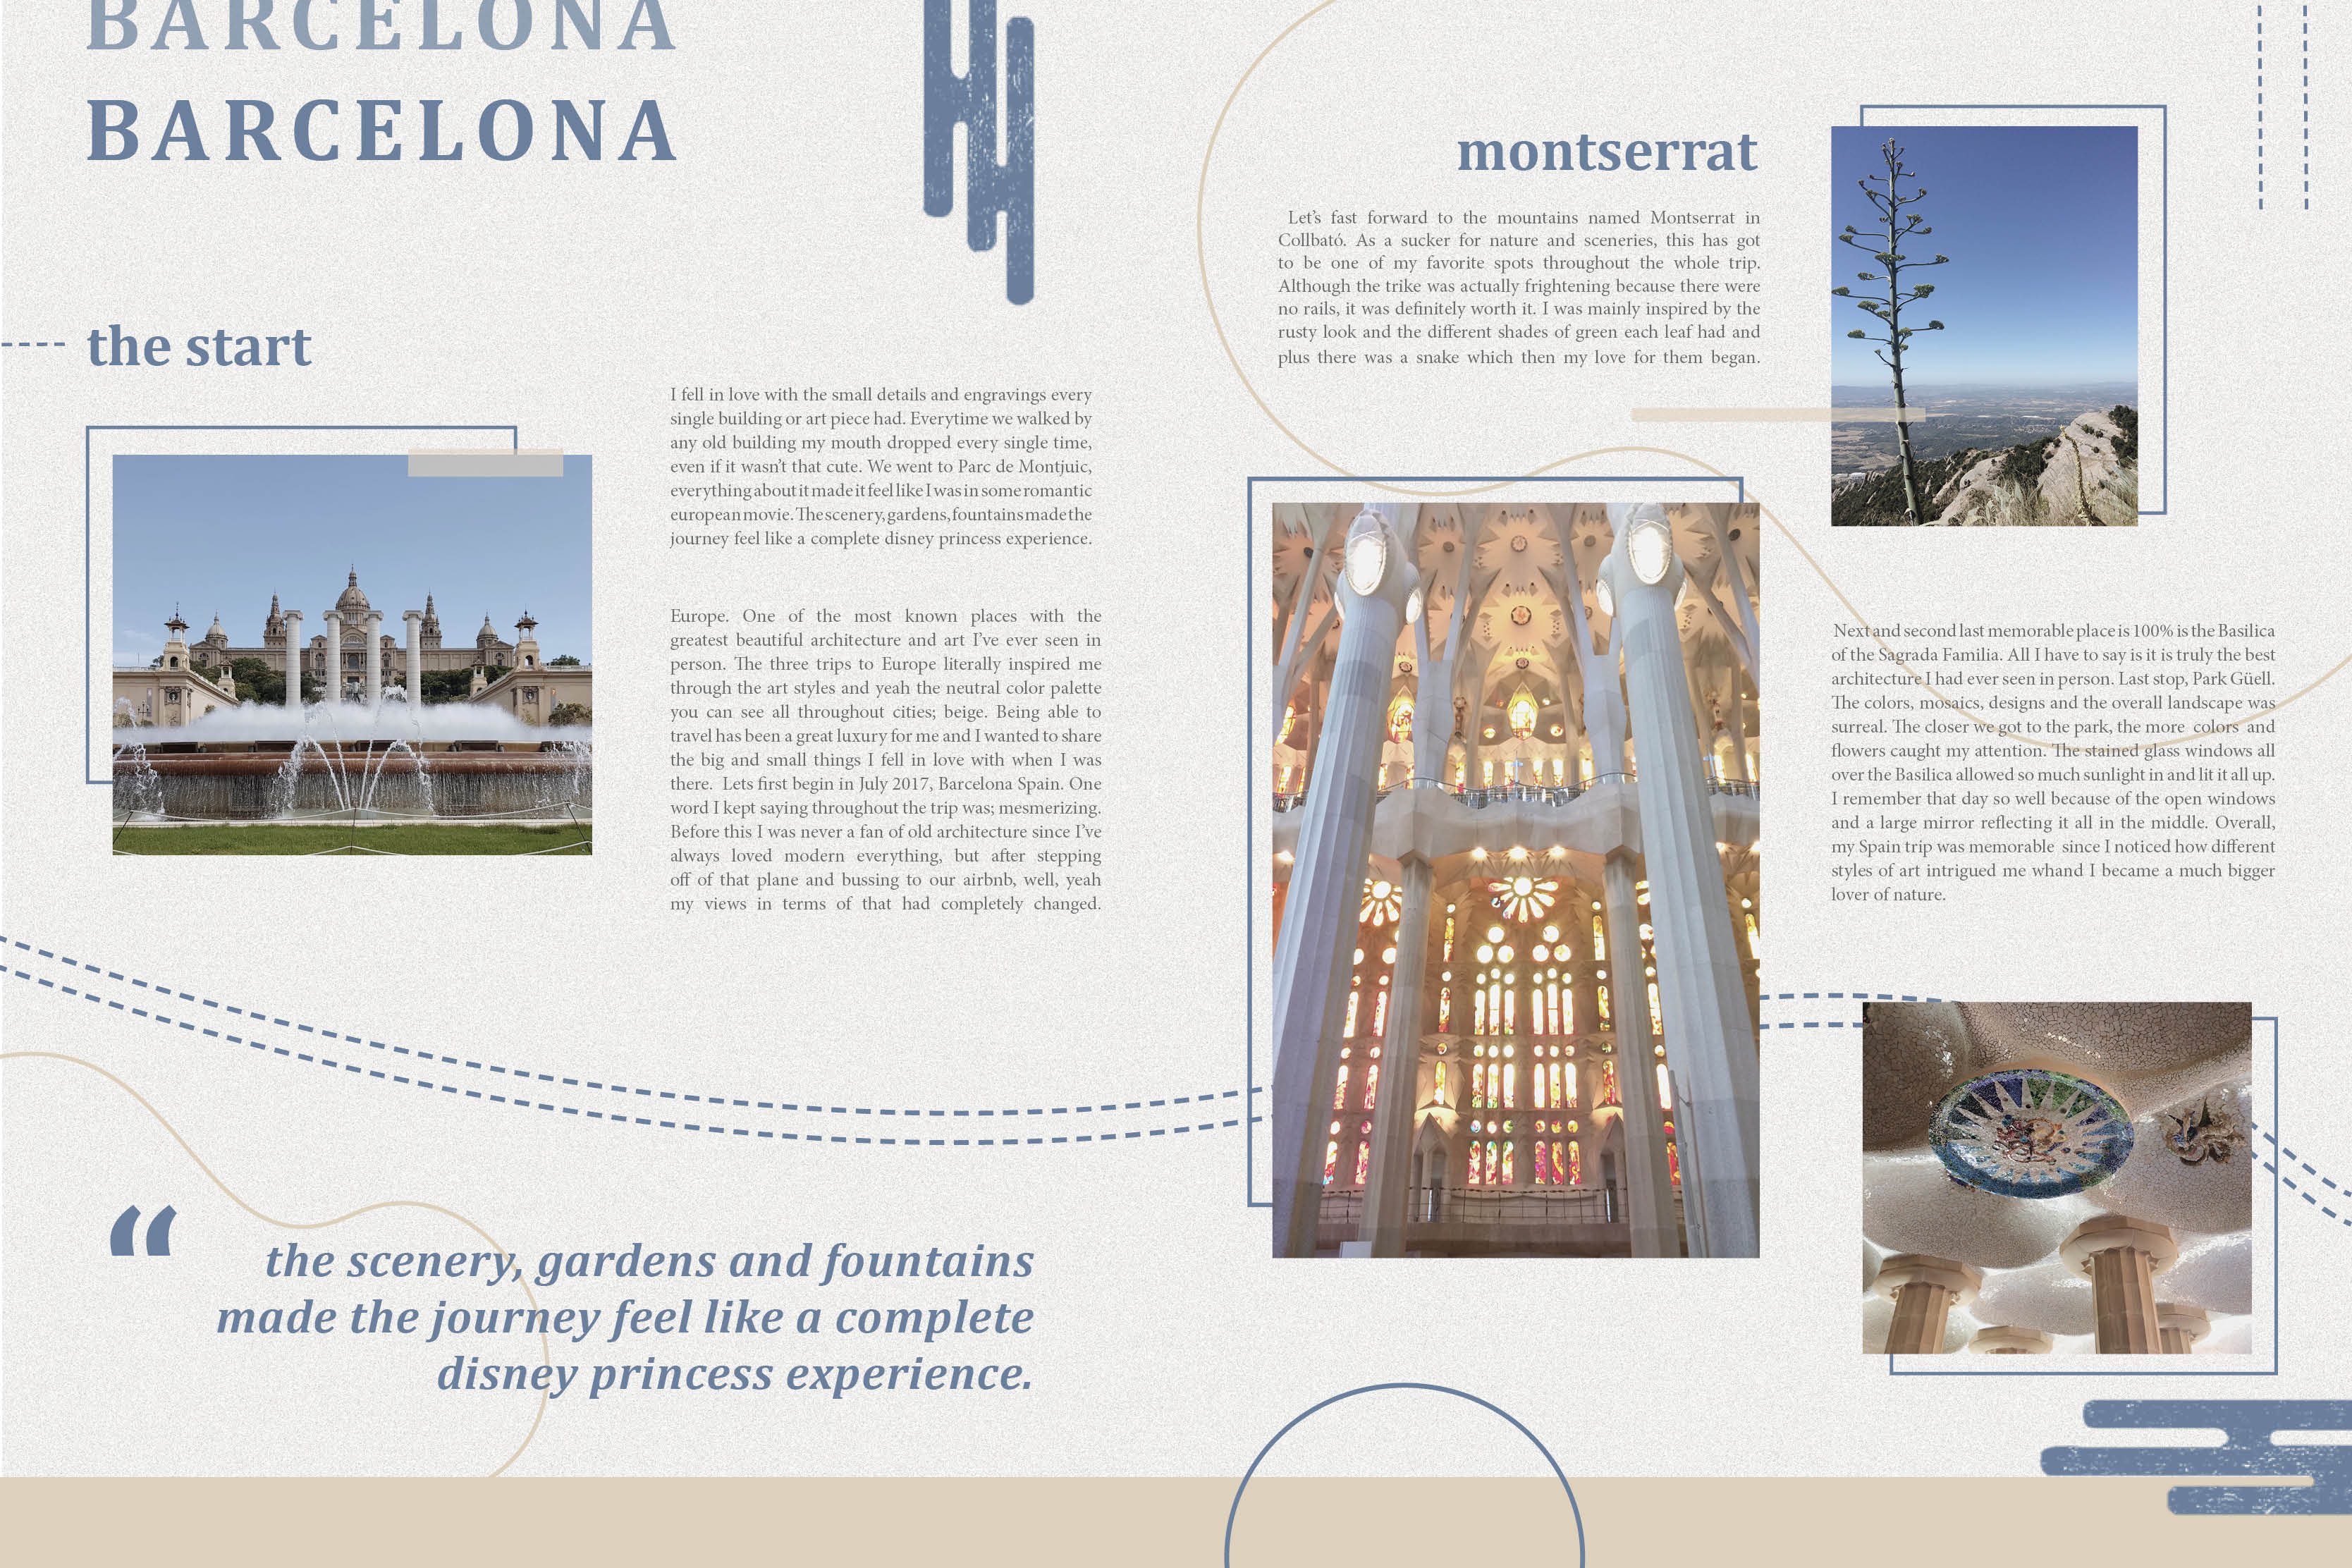 BARCELONA
BARCELONA
the start
I fell in love with the small details and engravings every
single building or art piece had. Everytime we walked by
any old building my mouth dropped every single time,
even if it wasn't that cute. We went to Parc de Montjuic,
everything about it made it feel like I was in some romantic
european movie. The scenery, gardens, fountains made the
journey feel like a complete disney princess experience.
Europe. One of the most known places with the
greatest beautiful architecture and art I've ever seen in
person. The three trips to Europe literally inspired me
through the art styles and yeah the neutral color palette
you can see all throughout cities; beige. Being able to
travel has been a great luxury for me and I wanted to share
the big and small things I fell in love with when I was
there. Lets first begin in July 2017, Barcelona Spain. One
word I kept saying throughout the trip was; mesmerizing.
Before this I was never a fan of old architecture since I've
always loved modern everything, but after stepping
off of that plane and bussing to our airbnb, well, yeah
my views in terms of that had completely changed.
“
the scenery, gardens and fountains
made the journey feel like a complete
disney princess experience.
montserrat
Let's fast forward to the mountains named Montserrat in
Collbató. As a sucker for nature and sceneries, this has got
to be one of my favorite spots throughout the whole trip.
Although the trike was actually frightening because there were
no rails, it was definitely worth it. I was mainly inspired by the
rusty look and the different shades of green each leaf had and
plus there was a snake which then my love for them began.
Next and second last memorable place is 100% is the Basilica
of the Sagrada Familia. All I have to say is it is truly the best
architecture I had ever seen in person. Last stop, Park Güell.
The colors, mosaics, designs and the overall landscape was
surreal. The closer we got to the park, the more colors and
flowers caught my attention. The stained glass windows all
over the Basilica allowed so much sunlight in and lit it all up.
I remember that day so well because of the open windows
and a large mirror reflecting it all in the middle. Overall,
my Spain trip was memorable since I noticed how different
styles of art intrigued me whand I became a much bigger
lover of nature.